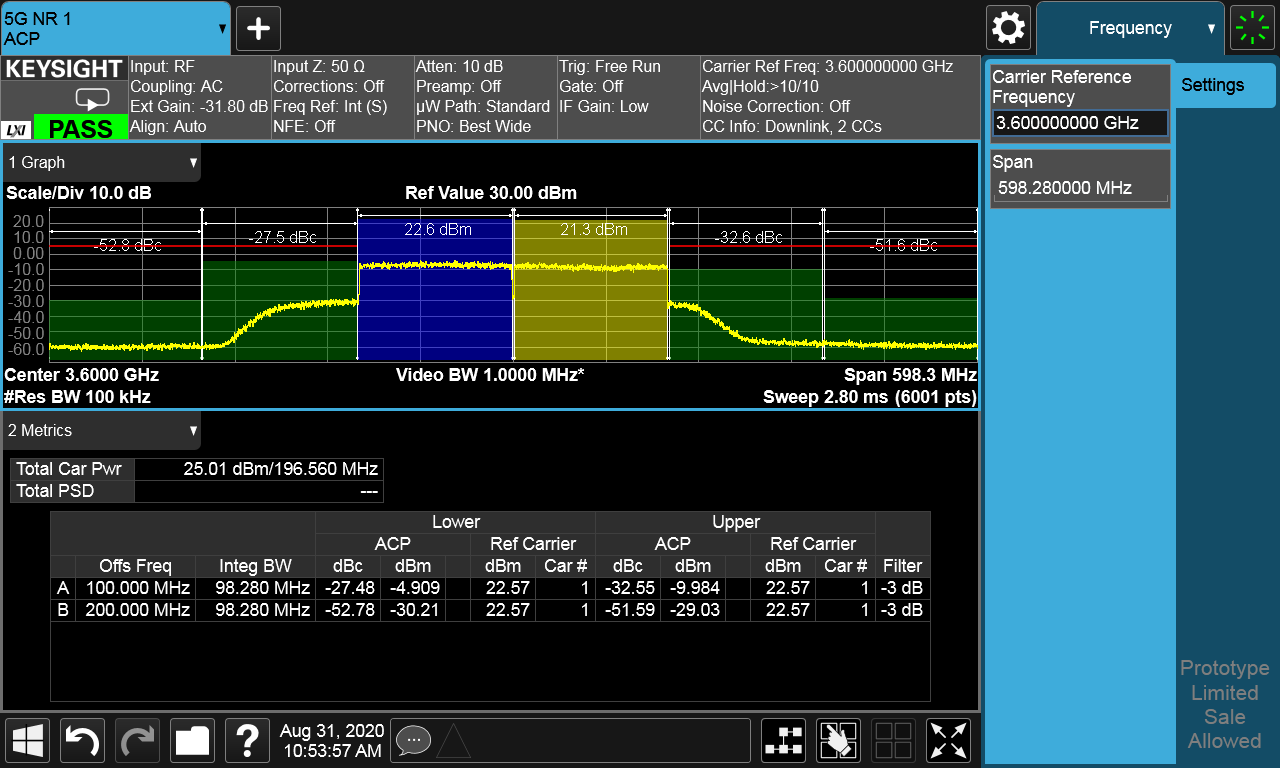 5G NR 1
ACP
Frequency
KEYSIGHT
LXI
PASS
Input: RF
Coupling: AC
Ext Gain: -31.80 dB
Align: Auto
Input Z: 50 Ω
Corrections: Off
Freq Ref: Int (S)
NFE: Off
Atten: 10 dB
Preamp: Off
µW Path: Standard
PNO: Best Wide
Trig: Free Run
Gate: Off
IF Gain: Low
Carrier Ref Freq: 3.600000000 GHz
Avg|Hold:>10/10
Noise Correction: Off
CC Info: Downlink, 2 CCs
Carrier Reference
Frequency
3.600000000 GHz
Span
598.280000 MHz
Settings
1 Graph
Scale/Div 10.0 dB
Ref Value 30.00 dBm
20.0
10.0
0.00
-10.0
-20.0
-30.0
-40.0
-50.0
-60.0
-52.8 dBc
-27.5 dBc
22.6 dBm
21.3 dBm
-32.6 dBc
-51.6 dBc
Center 3.6000 GHz
Video BW 1.0000 MHz*
Span 598.3 MHz
#Res BW 100 kHz
Sweep 2.80 ms (6001 pts)
2 Metrics
Total Car Pwr 25.01 dBm/196.560 MHz
Total PSD ---
Lower Upper
ACP Ref Carrier ACP Ref Carrier
Offs Freq Integ BW dBc dBm dBm Car # dBc dBm dBm Car # Filter
A 100.000 MHz 98.280 MHz -27.48 -4.909 22.57 1 -32.55 -9.984 22.57 1 -3 dB
B 200.000 MHz 98.280 MHz -52.78 -30.21 22.57 1 -51.59 -29.03 22.57 1 -3 dB
Prototype
Limited
Sale
Allowed
?
Aug 31, 2020
10:53:57 AM